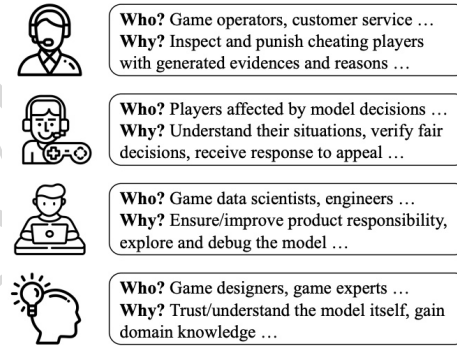 Who? Game operators, customer service …
Why? Inspect and punish cheating players
with generated evidences and reasons …
Who? Players affected by model decisions …
Why? Understand their situations, verify fair
decisions, receive response to appeal …
Who? Game data scientists, engineers …
Why? Ensure/improve product responsibility,
explore and debug the model …
Who? Game designers, game experts …
Why? Trust/understand the model itself, gain
domain knowledge …